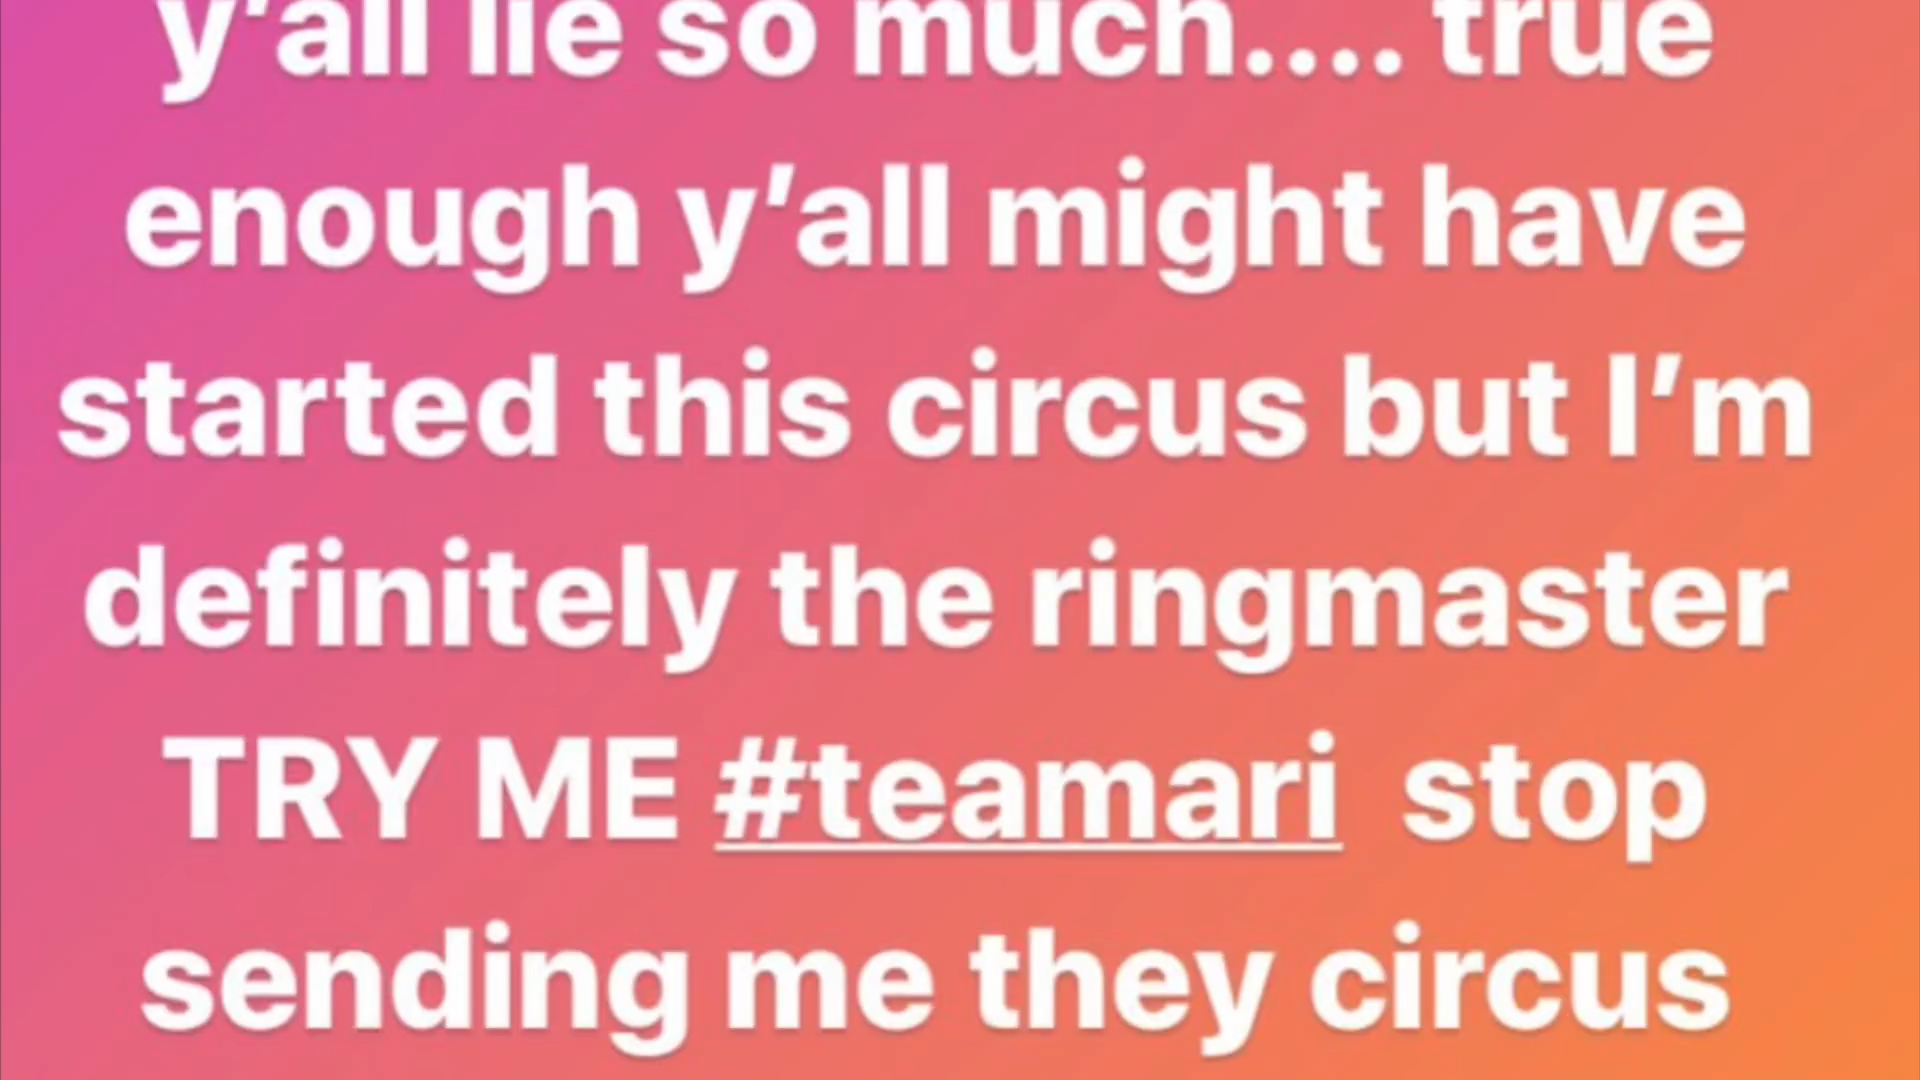 y’all lie so much.... true
enough y’all might have
started this circus but I’m
definitely the ringmaster
TRY ME #teamari stop
sending me they circus